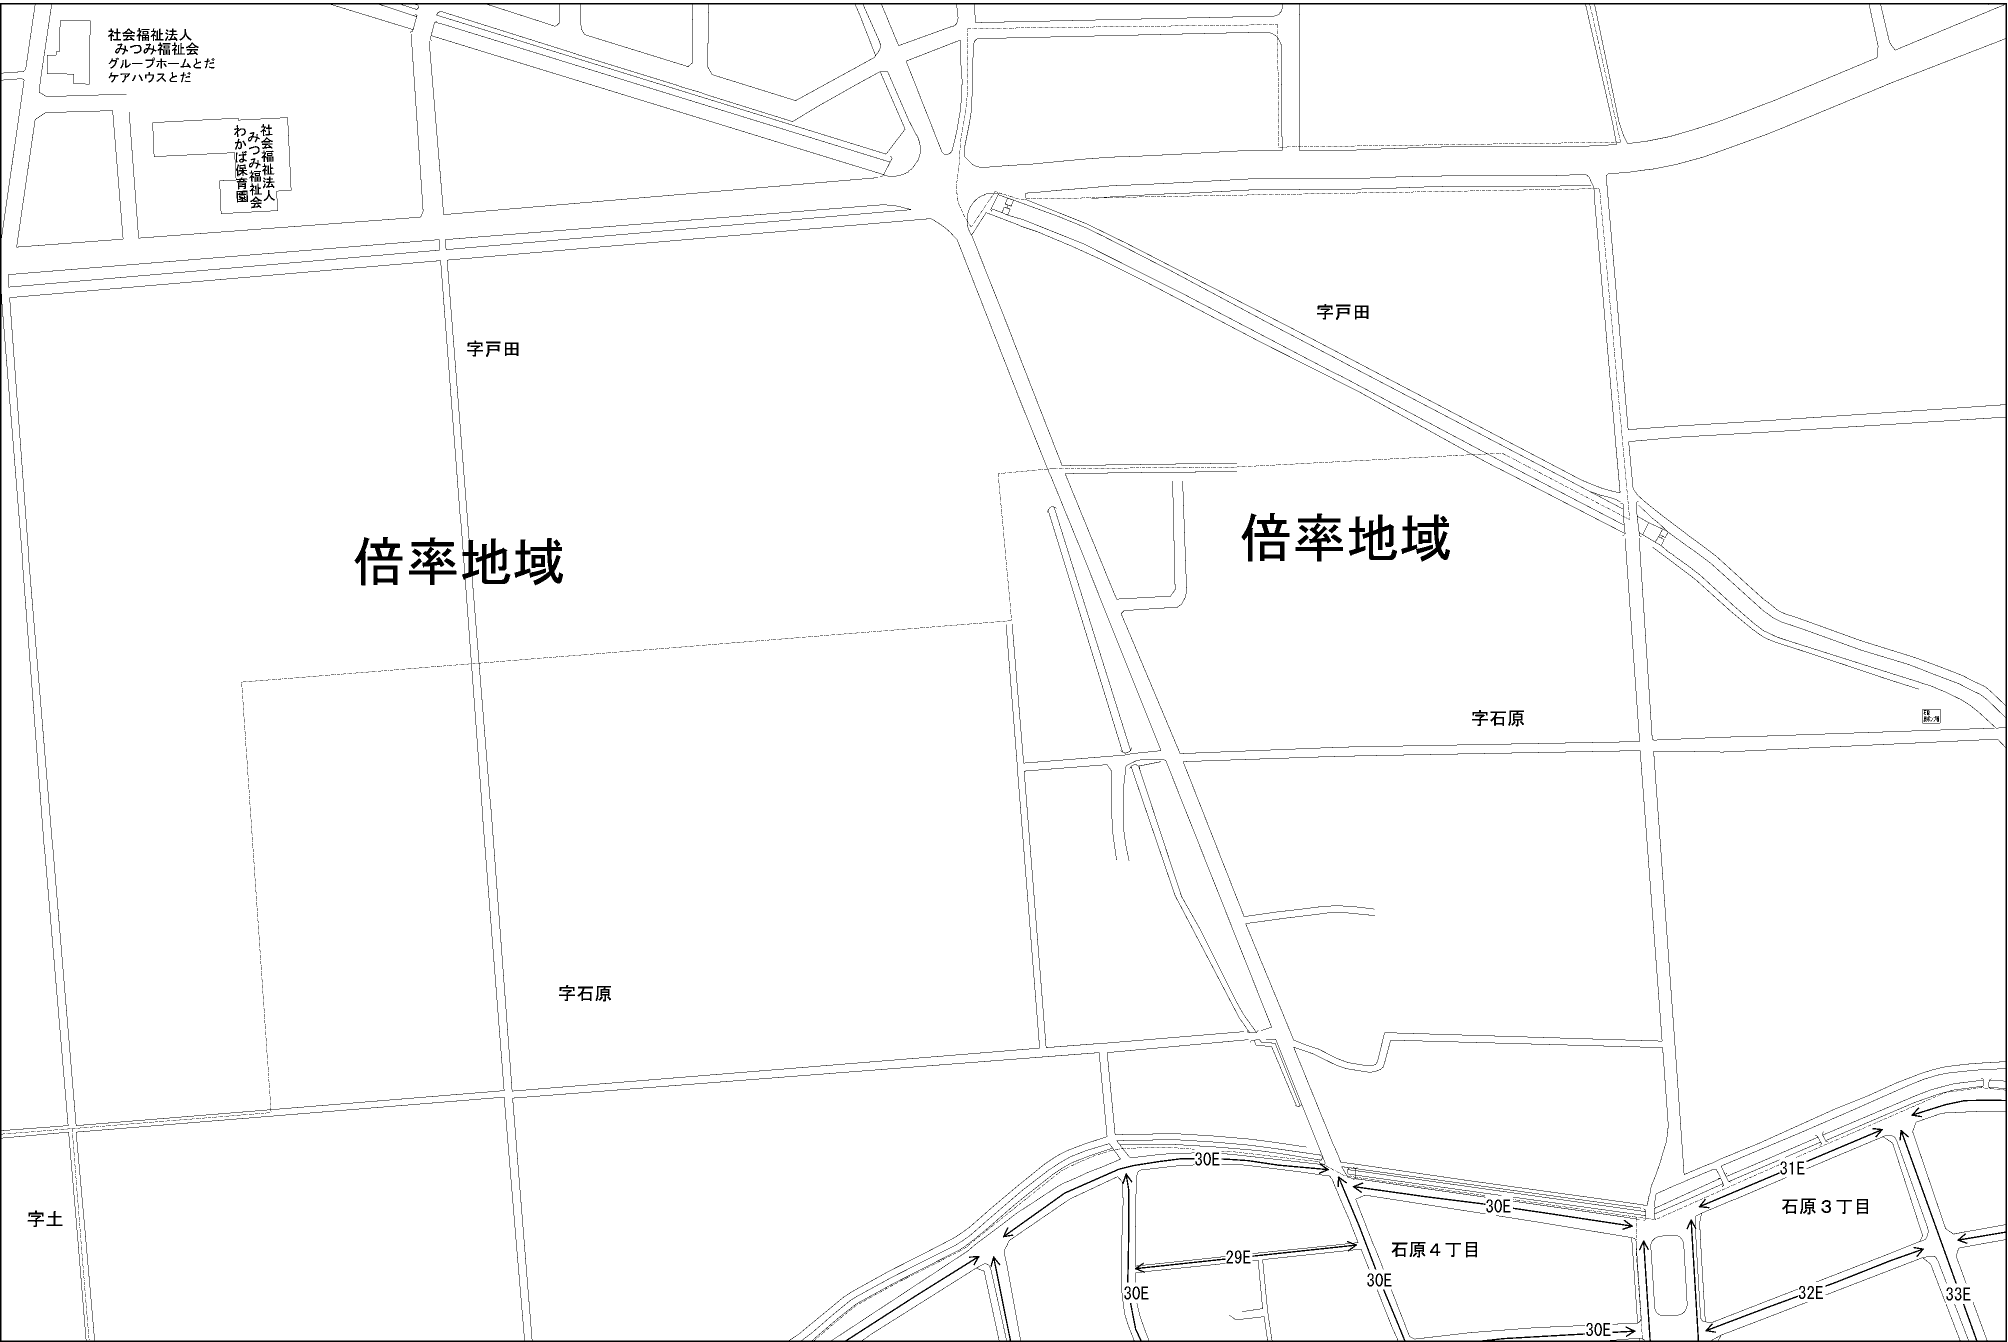 社会福祉法人
みつみ福祉会
グループホームとだ
ケアハウスとだ
社会福祉法人
みつみ福祉会
わかば保育園
字戸田
字戸田
倍率地域
倍率地域
字石原
字石原
字土
30E
31E
30E
石原３丁目
石原４丁目
29E
30E
30E
32E
33E
30E